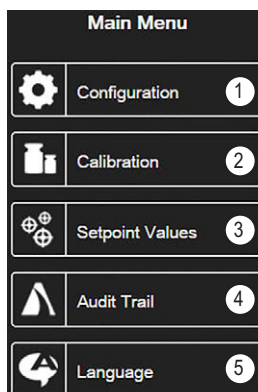 Main Menu
Configuration 1
Calibration 2
Setpoint Values 3
Audit Trail 4
Language 5